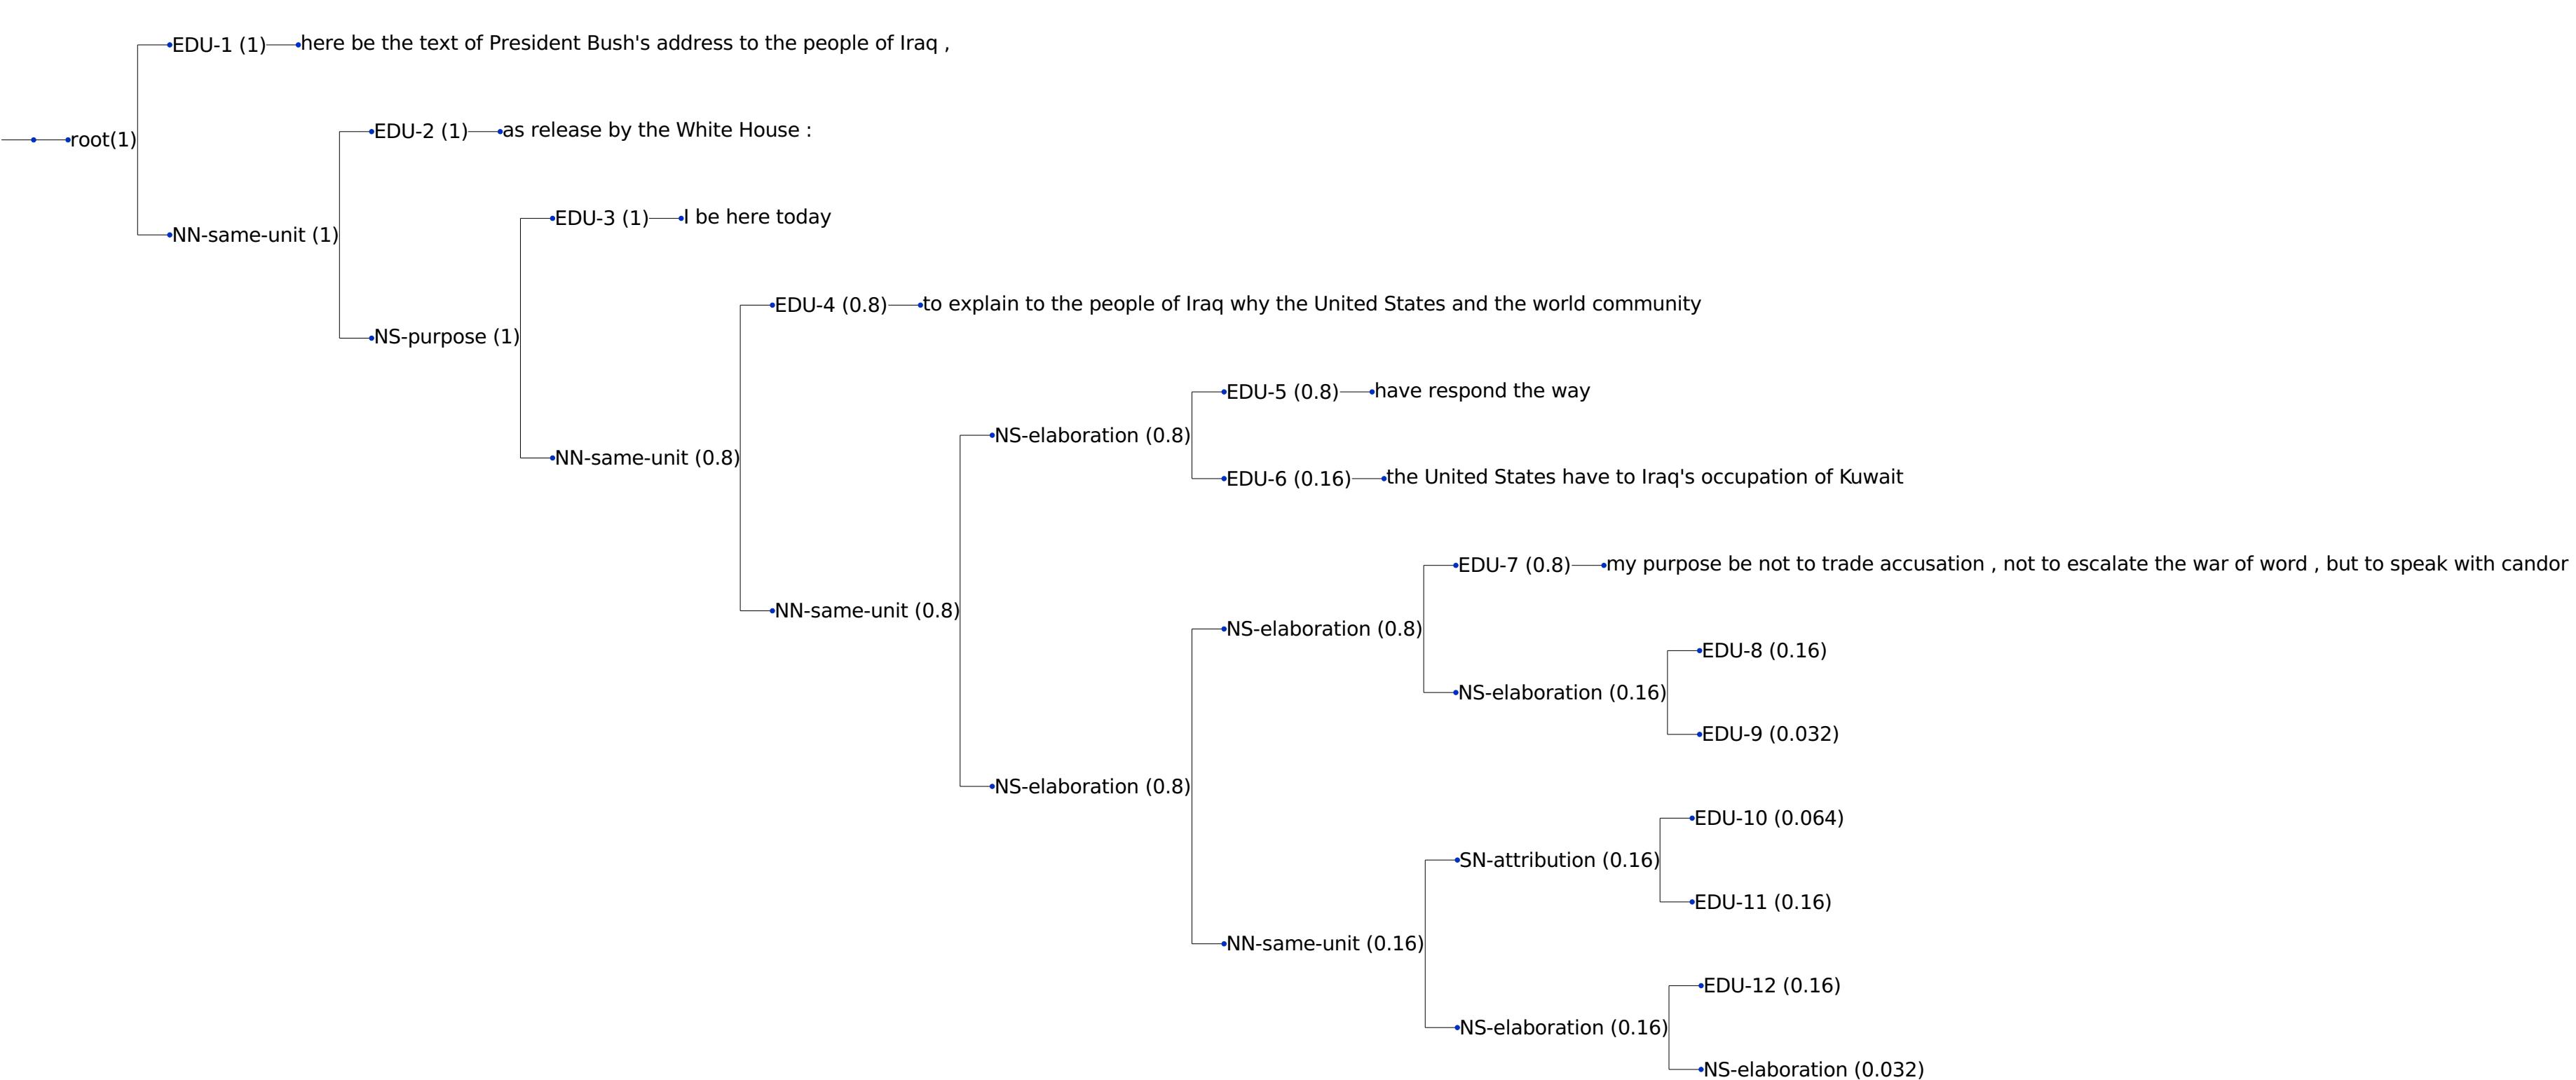 EDU-1 (1) here be the text of President Bush's address to the people of Iraq ,
EDU-2 (1) as release by the White House :
root(1)
EDU-3 (1) I be here today
NN-same-unit (1)
EDU-4 (0.8) to explain to the people of Iraq why the United States and the world community
NS-purpose (1)
EDU-5 (0.8) have respond the way
NS-elaboration (0.8)
NN-same-unit (0.8)
EDU-6 (0.16) the United States have to Iraq's occupation of Kuwait
EDU-7 (0.8) my purpose be not to trade accusation , not to escalate the war of word , but to speak with candor
NN-same-unit (0.8)
NS-elaboration (0.8)
EDU-8 (0.16)
NS-elaboration (0.16)
EDU-9 (0.032)
NS-elaboration (0.8)
EDU-10 (0.064)
SN-attribution (0.16)
EDU-11 (0.16)
NN-same-unit (0.16)
EDU-12 (0.16)
NS-elaboration (0.16)
NS-elaboration (0.032)